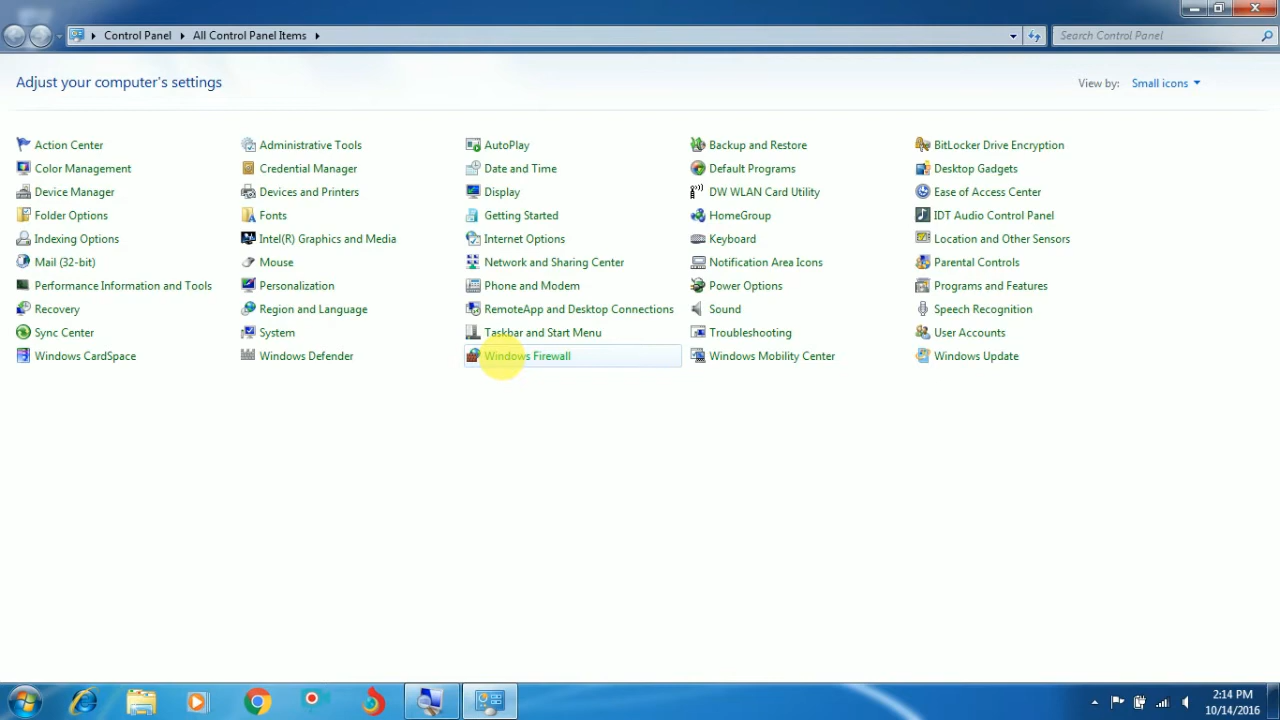 Control Panel All Control Panel Items
Search Control Panel
Adjust your computer's settings
View by: Small icons
Action Center
Administrative Tools
AutoPlay
Backup and Restore
BitLocker Drive Encryption
Color Management
Credential Manager
Date and Time
Default Programs
Desktop Gadgets
Device Manager
Devices and Printers
Display
DW WLAN Card Utility
Ease of Access Center
Folder Options
Fonts
Getting Started
HomeGroup
IDT Audio Control Panel
Indexing Options
Intel(R) Graphics and Media
Internet Options
Keyboard
Location and Other Sensors
Mail (32-bit)
Mouse
Network and Sharing Center
Notification Area Icons
Parental Controls
Performance Information and Tools
Personalization
Phone and Modem
Power Options
Programs and Features
Recovery
Region and Language
RemoteApp and Desktop Connections
Sound
Speech Recognition
Sync Center
System
Taskbar and Start Menu
Troubleshooting
User Accounts
Windows CardSpace
Windows Defender
Windows Firewall
Windows Mobility Center
Windows Update
2:14 PM
10/14/2016